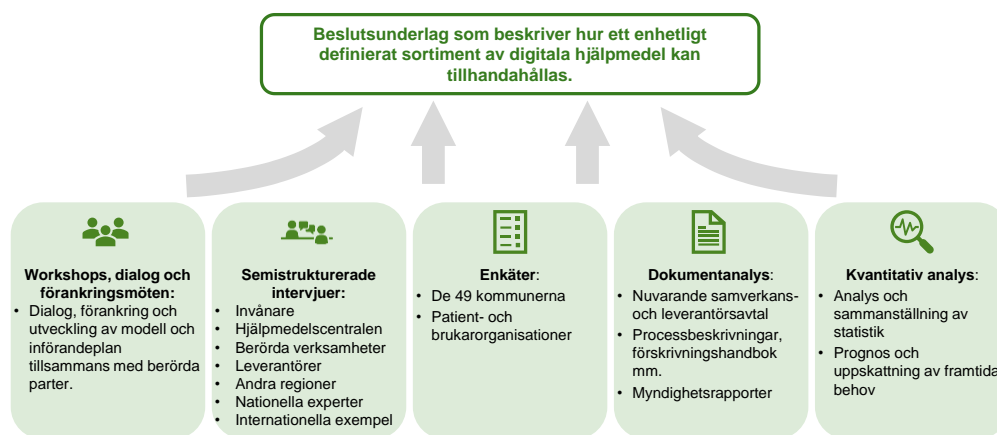 Beslutsunderlag som beskriver hur ett enhetligt
definierat sortiment av digitala hjälpmedel kan
tillhandahållas.
Workshops, dialog och
förankringsmöten:
• Dialog, förankring och
utveckling av modell och
införandeplan
tillsammans med berörda
parter.
Semistrukturerade
intervjuer:
• Invånare
• Hjälpmedelscentralen
• Berörda verksamheter
• Leverantörer
• Andra regioner
• Nationella experter
• Internationella exempel
Enkäter:
• De 49 kommunerna
• Patient- och
brukarorganisationer
Dokumentanalys:
• Nuvarande samverkans-
och leverantörsavtal
• Processbeskrivningar,
förskrivningshandbok
mm.
• Myndighetsrapporter
Kvantitativ analys:
• Analys och
sammanställning av
statistik
• Prognos och
uppskattning av framtida
behov